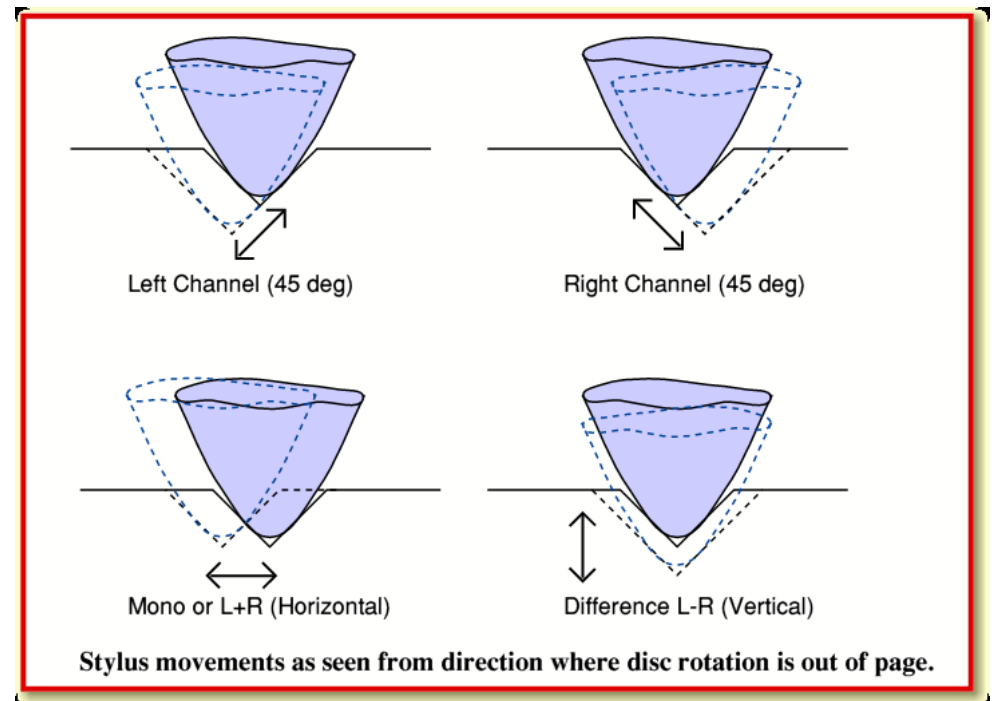 Left Channel (45 deg)
Right Channel (45 deg)
Mono or L+R (Horizontal)
Difference L-R (Vertical)
Stylus movements as seen from direction where disc rotation is out of page.